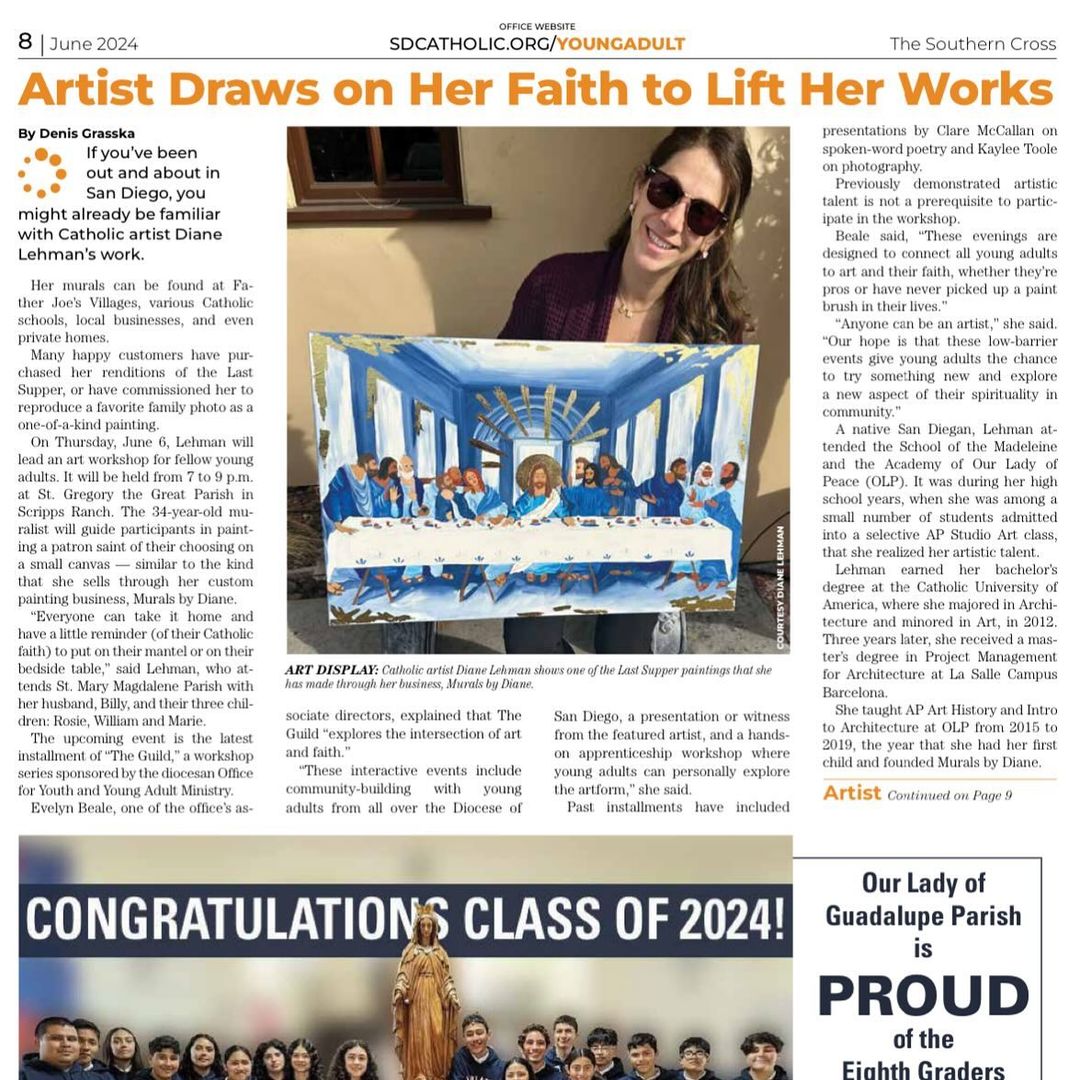 8 | June 2024
OFFICE WEBSITE
SDCATHOLIC.ORG/YOUNGADULT
The Southern Cross
Artist Draws on Her Faith to Lift Her Works
By Denis Grasska
If you’ve been
out and about in
San Diego, you
might already be familiar
with Catholic artist Diane
Lehman’s work.
Her murals can be found at Fa-
ther Joe’s Villages, various Catholic
schools, local businesses, and even
private homes.
Many happy customers have pur-
chased her renditions of the Last
Supper, or have commissioned her to
reproduce a favorite family photo as a
one-of-a-kind painting.
On Thursday, June 6, Lehman will
lead an art workshop for fellow young
adults. It will be held from 7 to 9 p.m.
at St. Gregory the Great Parish in
Scripps Ranch. The 34-year-old mu-
ralist will guide participants in paint-
ing a patron saint of their choosing on
a small canvas — similar to the kind
that she sells through her custom
painting business, Murals by Diane.
“Everyone can take it home and
have a little reminder (of their Catholic
faith) to put on their mantel or on their
bedside table,” said Lehman, who at-
tends St. Mary Magdalene Parish with
her husband, Billy, and their three chil-
dren: Rosie, William and Marie.
The upcoming event is the latest
installment of “The Guild,” a workshop
series sponsored by the diocesan Office
for Youth and Young Adult Ministry.
Evelyn Beale, one of the office’s as-
COURTESY DIANE LEHMAN
ART DISPLAY: Catholic artist Diane Lehman shows one of the Last Supper paintings that she
has made through her business, Murals by Diane.
sociate directors, explained that The
Guild “explores the intersection of art
and faith.”
“These interactive events include
community-building with young
adults from all over the Diocese of
San Diego, a presentation or witness
from the featured artist, and a hands-
on apprenticeship workshop where
young adults can personally explore
the artform,” she said.
Past installments have included
presentations by Clare McCallan on
spoken-word poetry and Kaylee Toole
on photography.
Previously demonstrated artistic
talent is not a prerequisite to partic-
ipate in the workshop.
Beale said, “These evenings are
designed to connect all young adults
to art and their faith, whether they’re
pros or have never picked up a paint
brush in their lives.”
“Anyone can be an artist,” she said.
“Our hope is that these low-barrier
events give young adults the chance
to try something new and explore
a new aspect of their spirituality in
community.”
A native San Diegan, Lehman at-
tended the School of the Madeleine
and the Academy of Our Lady of
Peace (OLP). It was during her high
school years, when she was among a
small number of students admitted
into a selective AP Studio Art class,
that she realized her artistic talent.
Lehman earned her bachelor’s
degree at the Catholic University of
America, where she majored in Archi-
tecture and minored in Art, in 2012.
Three years later, she received a mas-
ter’s degree in Project Management
for Architecture at La Salle Campus
Barcelona.
She taught AP Art History and Intro
to Architecture at OLP from 2015 to
2019, the year that she had her first
child and founded Murals by Diane.
Artist Continued on Page 9
CONGRATULATIONS CLASS OF 2024!
Our Lady of
Guadalupe Parish
is
PROUD
of the
Eighth Graders